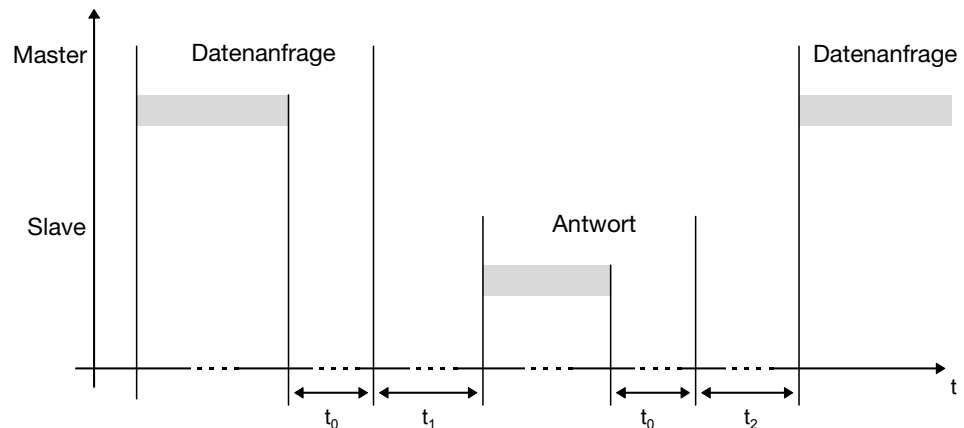 Master Datenanfrage Datenanfrage
Slave Antwort
t
t₀ t₁ t₀ t₂